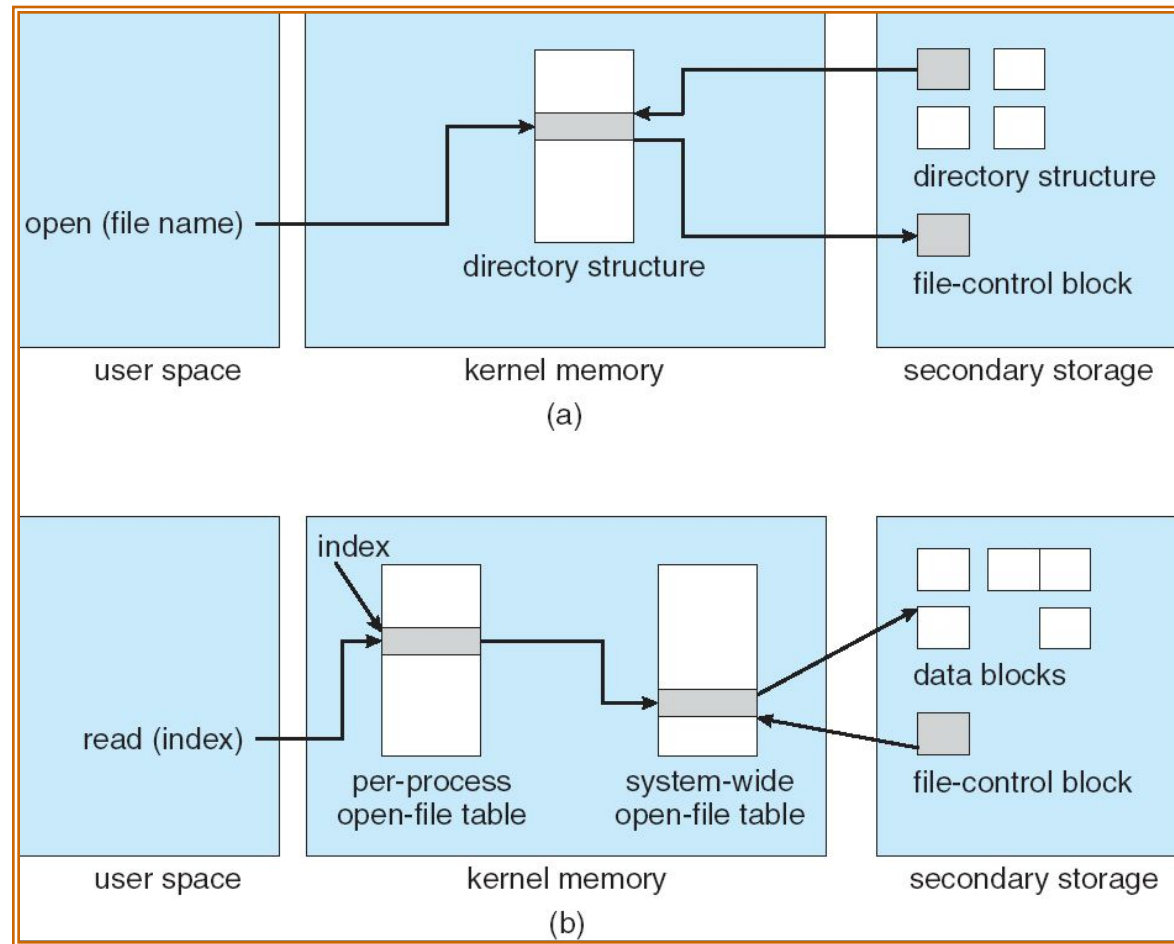 directory structure
open (file name)
directory structure
file-control block
user space
kernel memory
secondary storage
(a)
index
data blocks
read (index)
per-process
open-file table
system-wide
open-file table
file-control block
user space
kernel memory
secondary storage
(b)